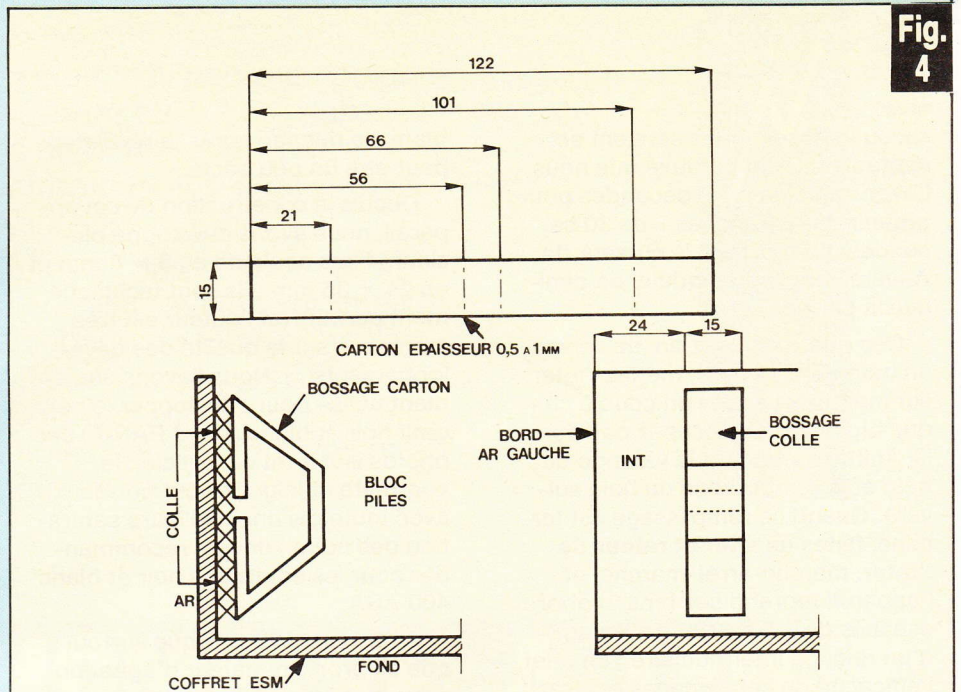 Fig.
4
122
101
66
56
21
15
CARTON EPAISSEUR 0,5 A 1 MM
24
15
BOSSAGE CARTON
COLLE
BLOC
PILES
AR
FOND
COFFRET ESM
BORD
AR GAUCHE
INT
BOSSAGE
COLLE